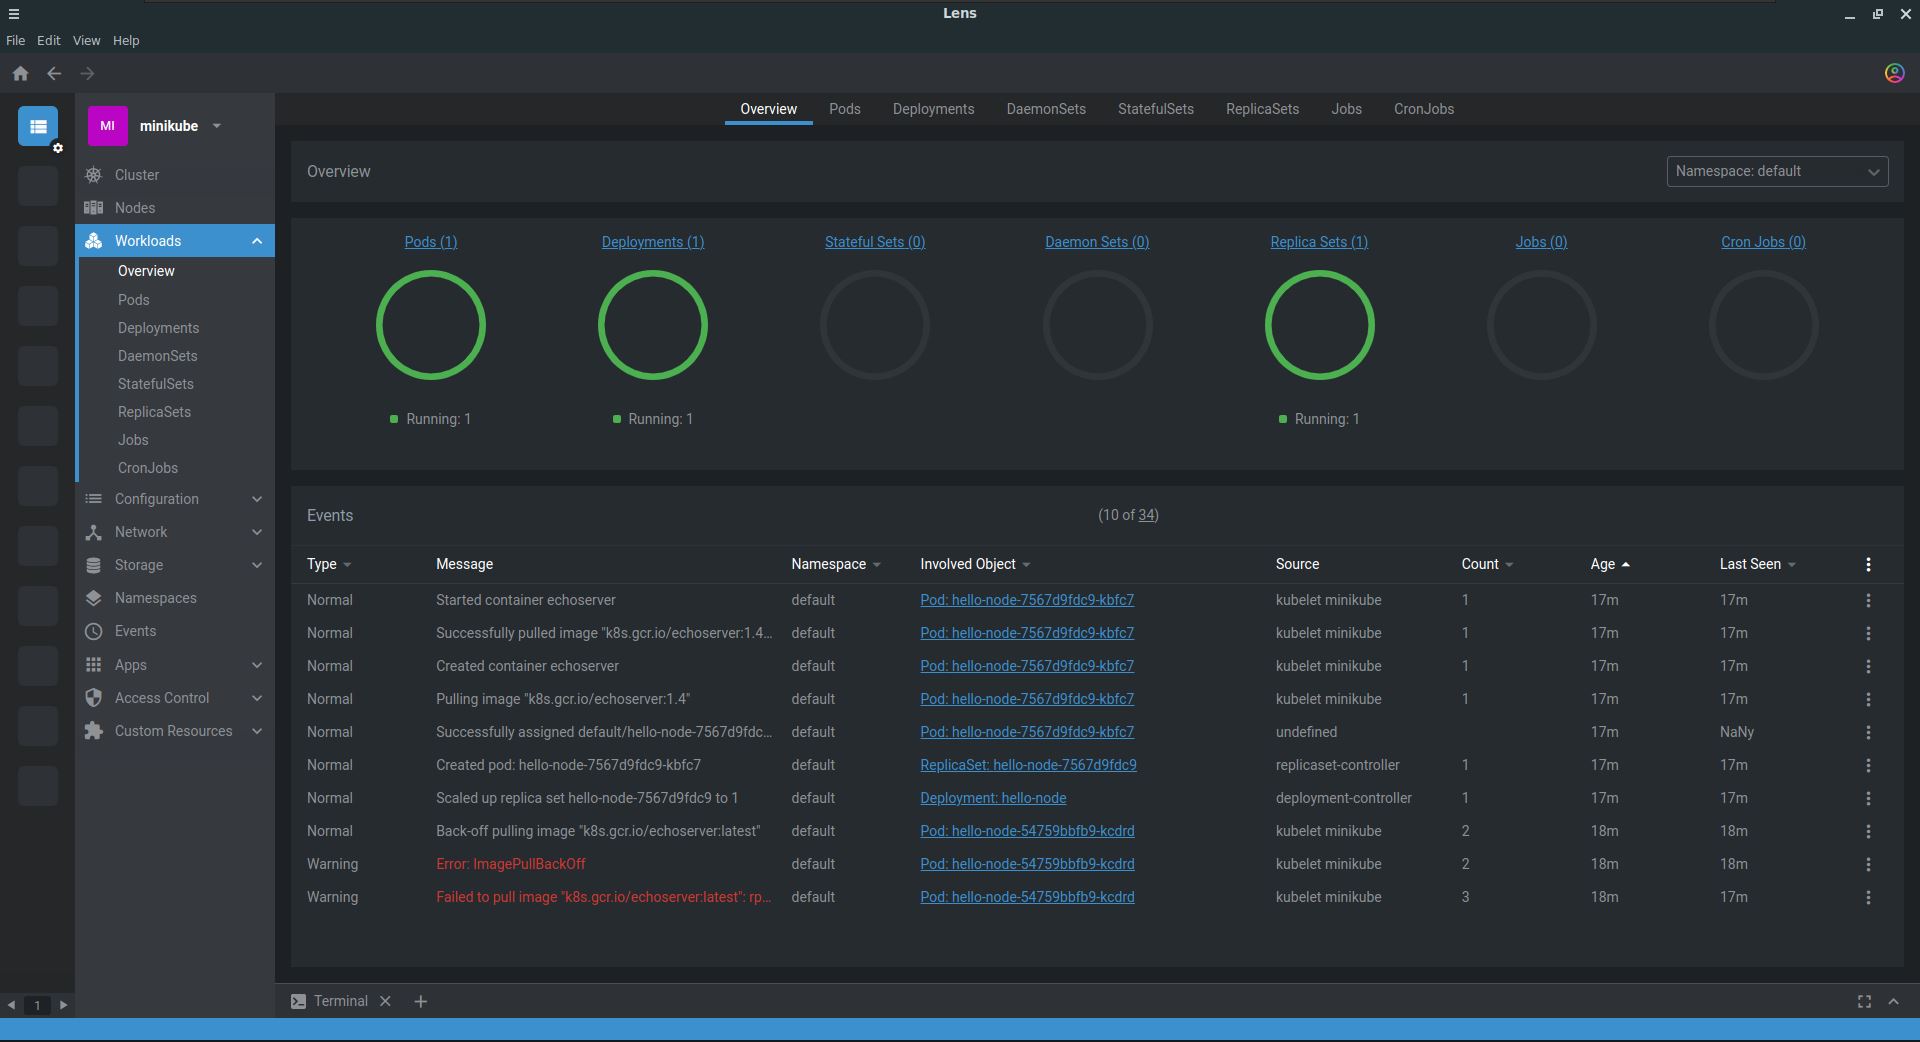 Lens
File Edit View Help
MI minikube
Cluster
Nodes
Workloads
Overview
Pods
Deployments
DaemonSets
StatefulSets
ReplicaSets
Jobs
CronJobs
Configuration
Network
Storage
Namespaces
Events
Apps
Access Control
Custom Resources
1
Overview Pods Deployments DaemonSets StatefulSets ReplicaSets Jobs CronJobs
Overview Namespace: default
Pods (1) Deployments (1) Stateful Sets (0) Daemon Sets (0) Replica Sets (1) Jobs (0) Cron Jobs (0)
Running: 1 Running: 1 Running: 1
Events (10 of 34)
Type Message Namespace Involved Object Source Count Age Last Seen
Normal Started container echoserver default Pod: hello-node-7567d9fdc9-kbfc7 kubelet minikube 1 17m 17m
Normal Successfully pulled image "k8s.gcr.io/echoserver:1.4... default Pod: hello-node-7567d9fdc9-kbfc7 kubelet minikube 1 17m 17m
Normal Created container echoserver default Pod: hello-node-7567d9fdc9-kbfc7 kubelet minikube 1 17m 17m
Normal Pulling image "k8s.gcr.io/echoserver:1.4" default Pod: hello-node-7567d9fdc9-kbfc7 kubelet minikube 1 17m 17m
Normal Successfully assigned default/hello-node-7567d9fdc... default Pod: hello-node-7567d9fdc9-kbfc7 undefined 17m NaNy
Normal Created pod: hello-node-7567d9fdc9-kbfc7 default ReplicaSet: hello-node-7567d9fdc9 replicaset-controller 1 17m 17m
Normal Scaled up replica set hello-node-7567d9fdc9 to 1 default Deployment: hello-node deployment-controller 1 17m 17m
Normal Back-off pulling image "k8s.gcr.io/echoserver:latest" default Pod: hello-node-54759bbfb9-kcdrd kubelet minikube 2 18m 18m
Warning Error: ImagePullBackOff default Pod: hello-node-54759bbfb9-kcdrd kubelet minikube 2 18m 18m
Warning Failed to pull image "k8s.gcr.io/echoserver:latest": rp... default Pod: hello-node-54759bbfb9-kcdrd kubelet minikube 3 18m 17m
Terminal